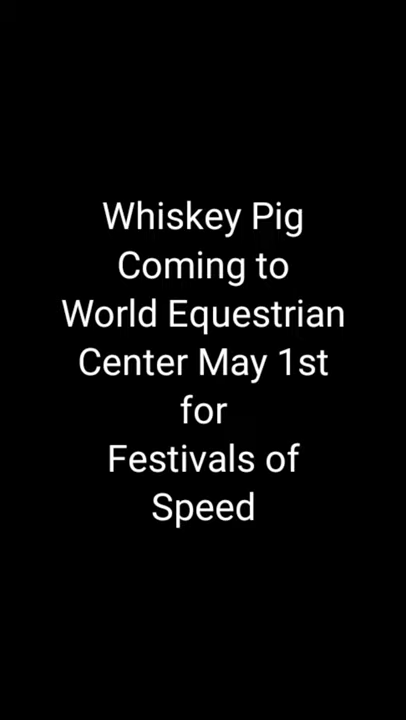 Whiskey Pig
Coming to
World Equestrian
Center May 1st
for
Festivals of
Speed